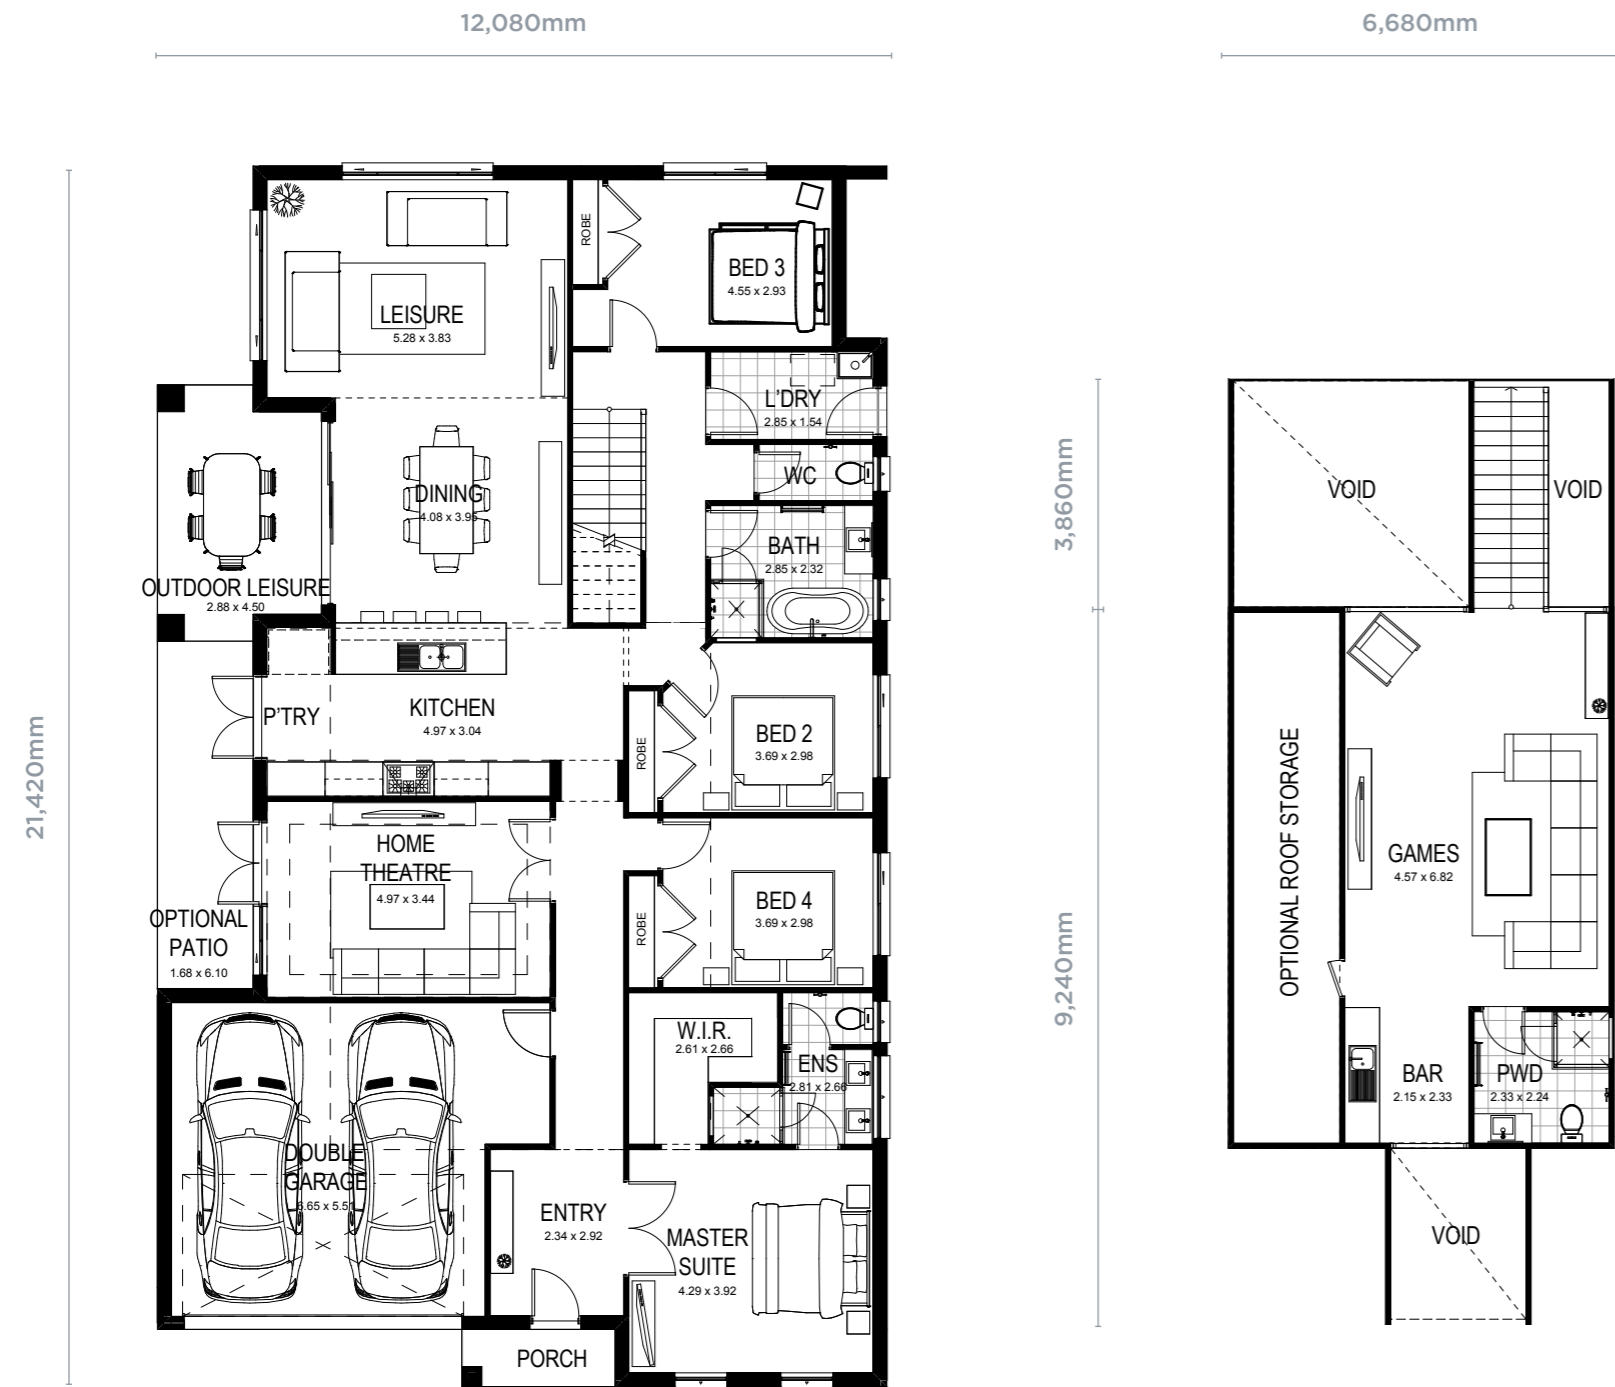 12,080mm
6,680mm
21,420mm
ROBE
BED 3
4.55 x 2.93
LEISURE
5.28 x 3.83
L'DRY
2.85 x 1.54
WC
DINING
4.08 x 3.95
BATH
2.85 x 2.32
OUTDOOR LEISURE
2.88 x 4.50
P'TRY
KITCHEN
4.97 x 3.04
ROBE
BED 2
3.69 x 2.98
HOME
THEATRE
4.97 x 3.44
ROBE
BED 4
3.69 x 2.98
OPTIONAL
PATIO
1.68 x 6.10
W.I.R.
2.61 x 2.66
ENS
2.81 x 2.66
DOUBLE
GARAGE
5.65 x 5.51
ENTRY
2.34 x 2.92
MASTER
SUITE
4.29 x 3.92
PORCH
3,860mm
9,240mm
VOID
VOID
OPTIONAL ROOF STORAGE
GAMES
4.57 x 6.82
BAR
2.15 x 2.33
PWD
2.33 x 2.24
VOID